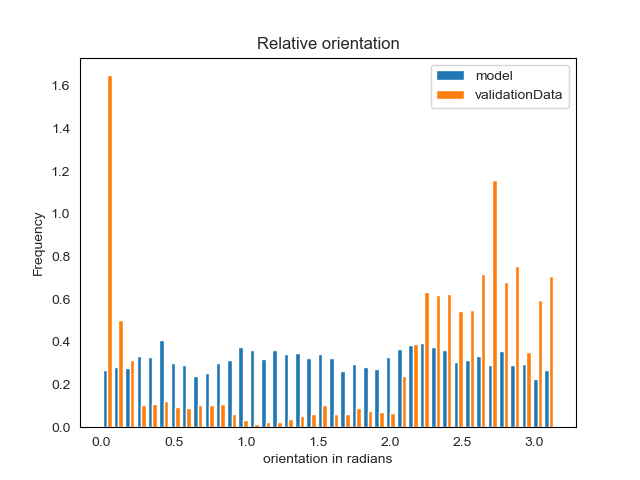 Relative orientation
model
validationData
Frequency
1.6
1.4
1.2
1.0
0.8
0.6
0.4
0.2
0.0
0.0 0.5 1.0 1.5 2.0 2.5 3.0
orientation in radians